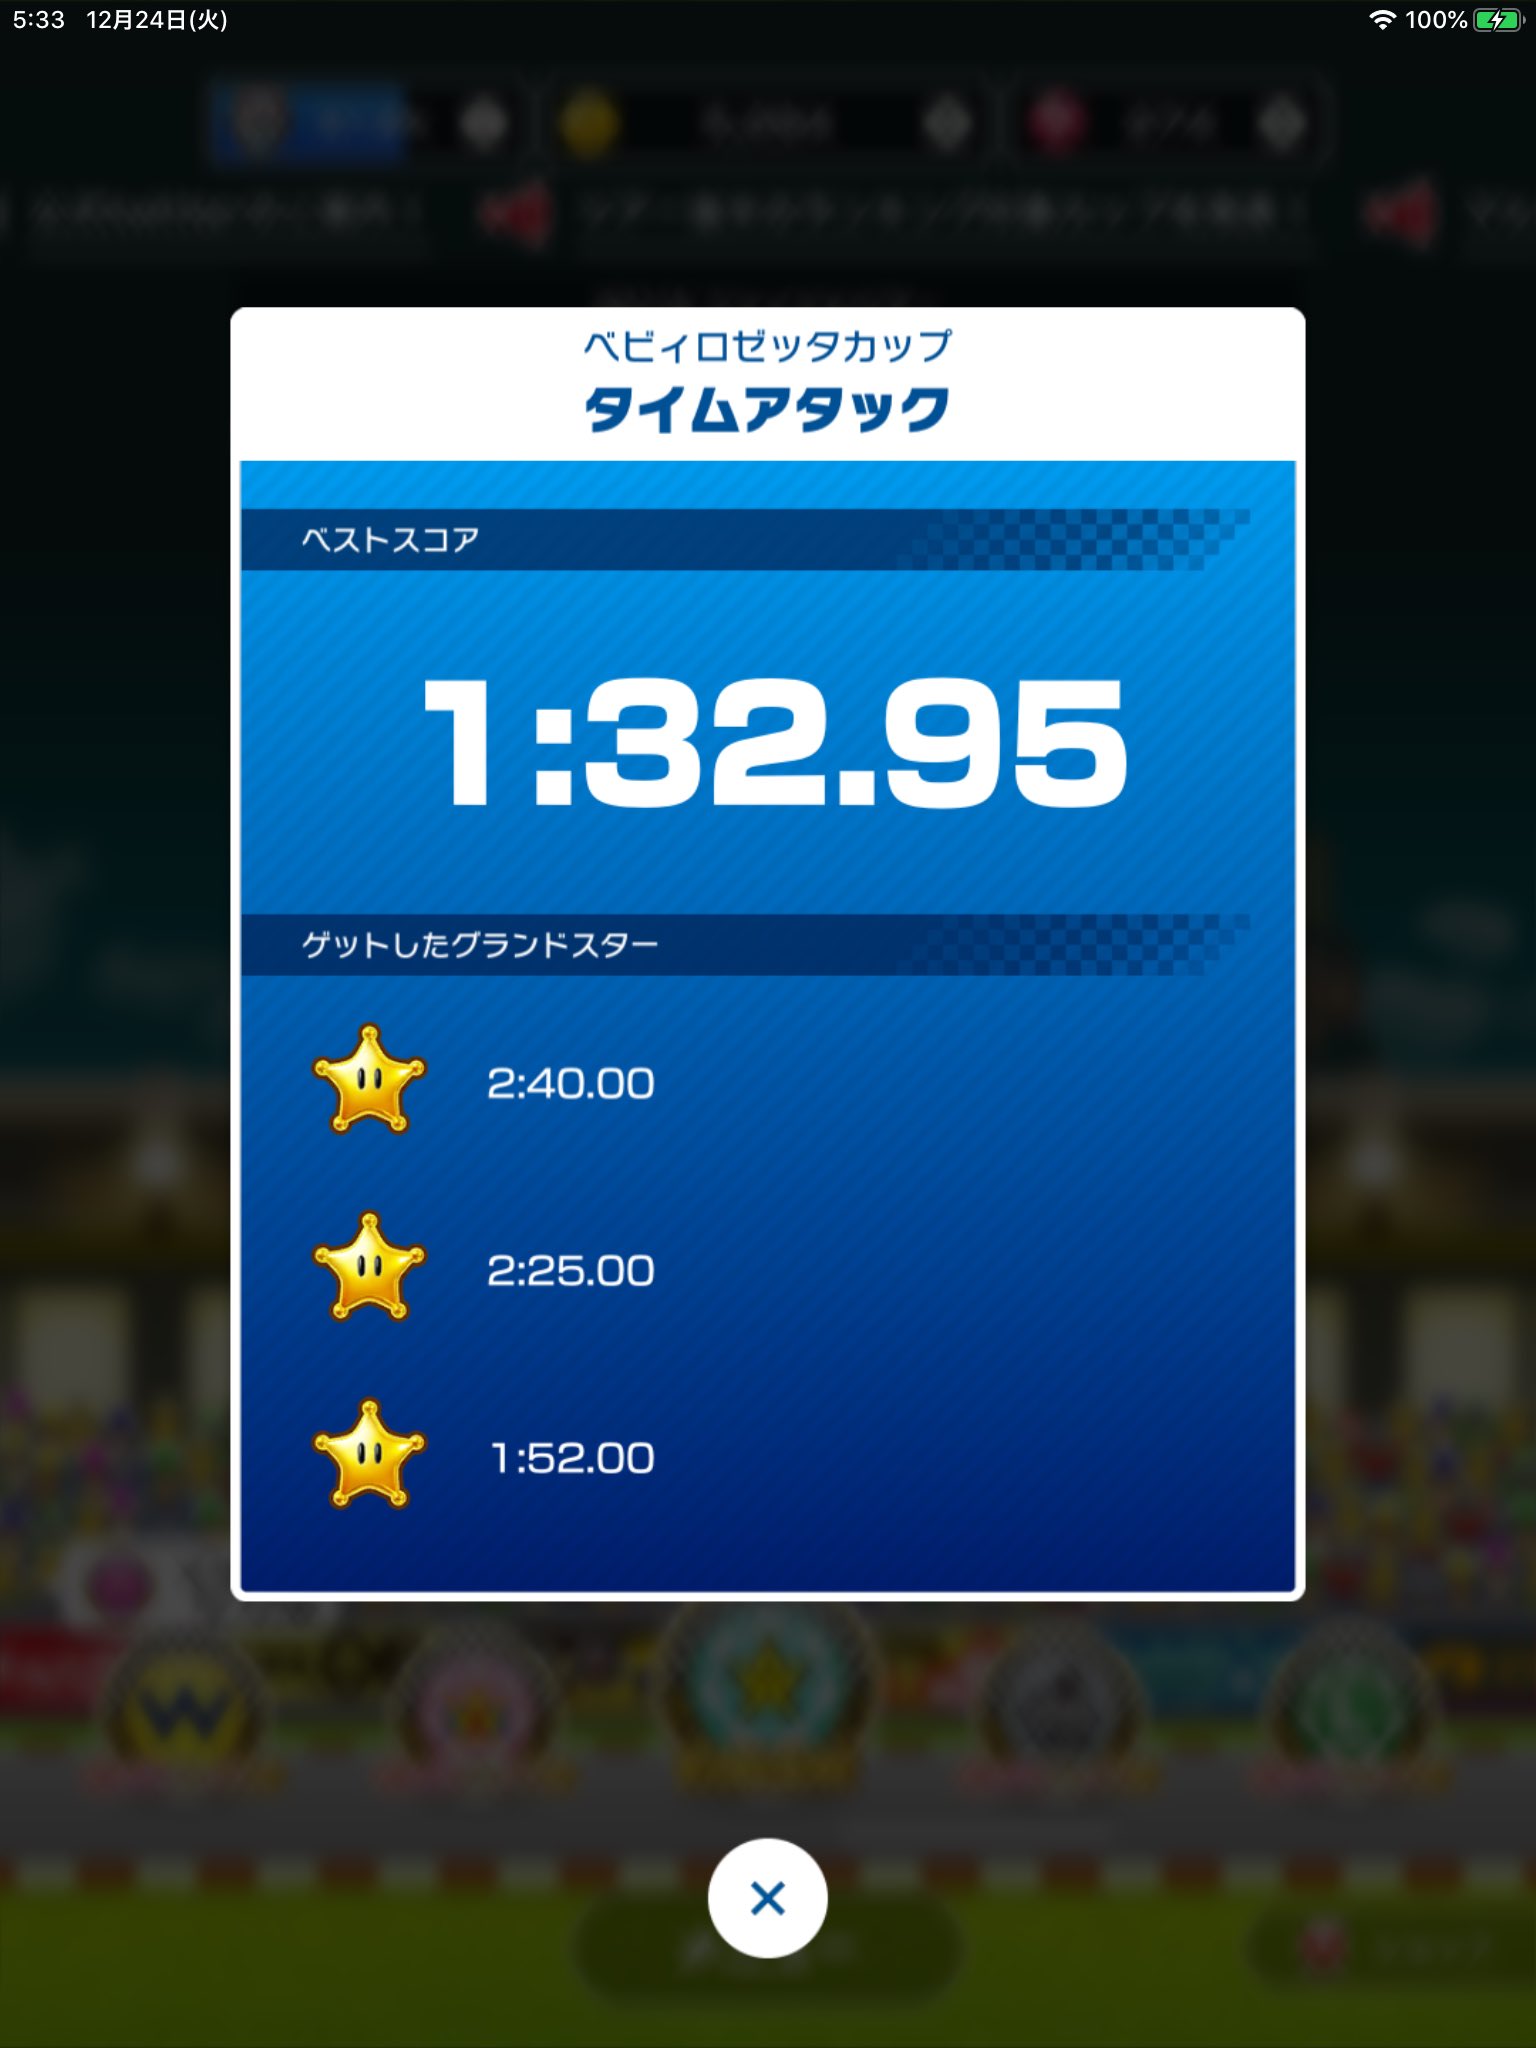 5:33 12月24日(火)
100%
ベビィロゼッタカップ
タイムアタック
ベストスコア
1:32.95
ゲットしたグランドスター
2:40.00
2:25.00
1:52.00